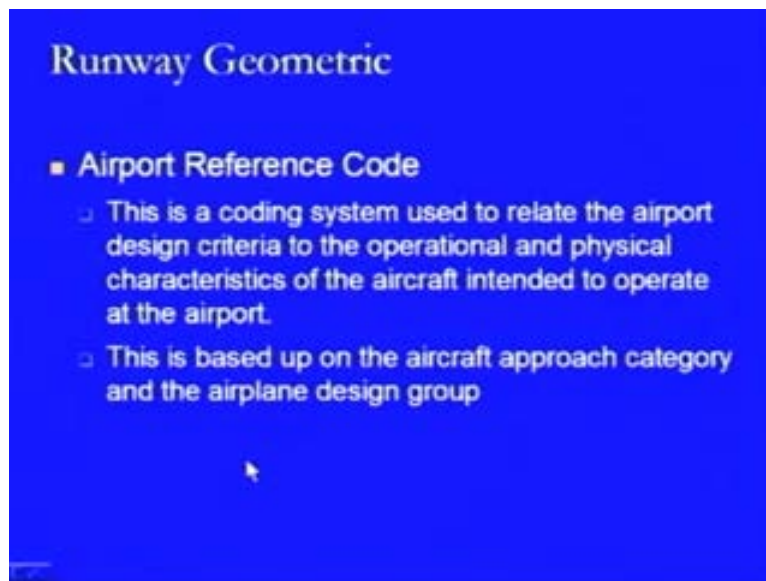 Runway Geometric
Airport Reference Code
This is a coding system used to relate the airport
design criteria to the operational and physical
characteristics of the aircraft intended to operate
at the airport.
This is based up on the aircraft approach category
and the airplane design group